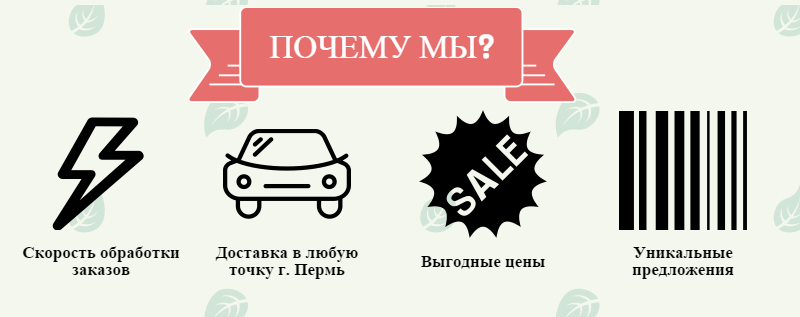 ПОЧЕМУ МЫ?
SALE
Скорость обработки
заказов
Доставка в любую
точку г. Пермь
Выгодные цены
Уникальные
предложения